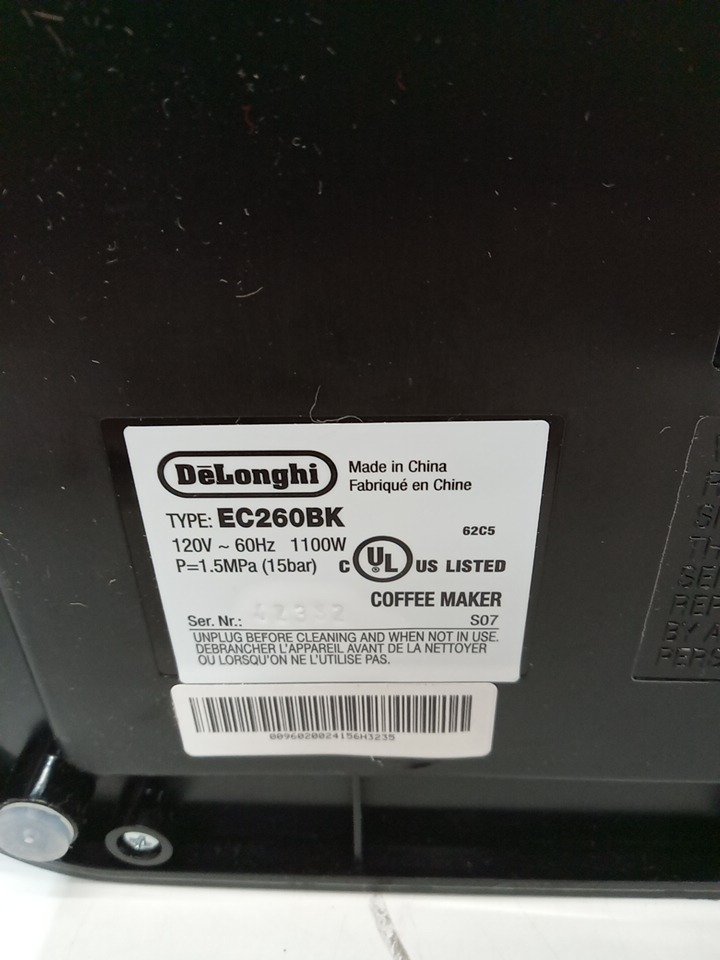 DeLonghi
Made in China
Fabriqué en Chine
TYPE: EC260BK
62C5
120V ~ 60Hz 1100W
P=1.5MPa (15bar)
C UL US LISTED
COFFEE MAKER
Ser. Nr.:
S07
UNPLUG BEFORE CLEANING AND WHEN NOT IN USE.
DEBRANCHER L'APPAREIL AVANT DE LA NETTOYER
OU LORSQU'ON NE L'UTILISE PAS.
0096020024156H3235